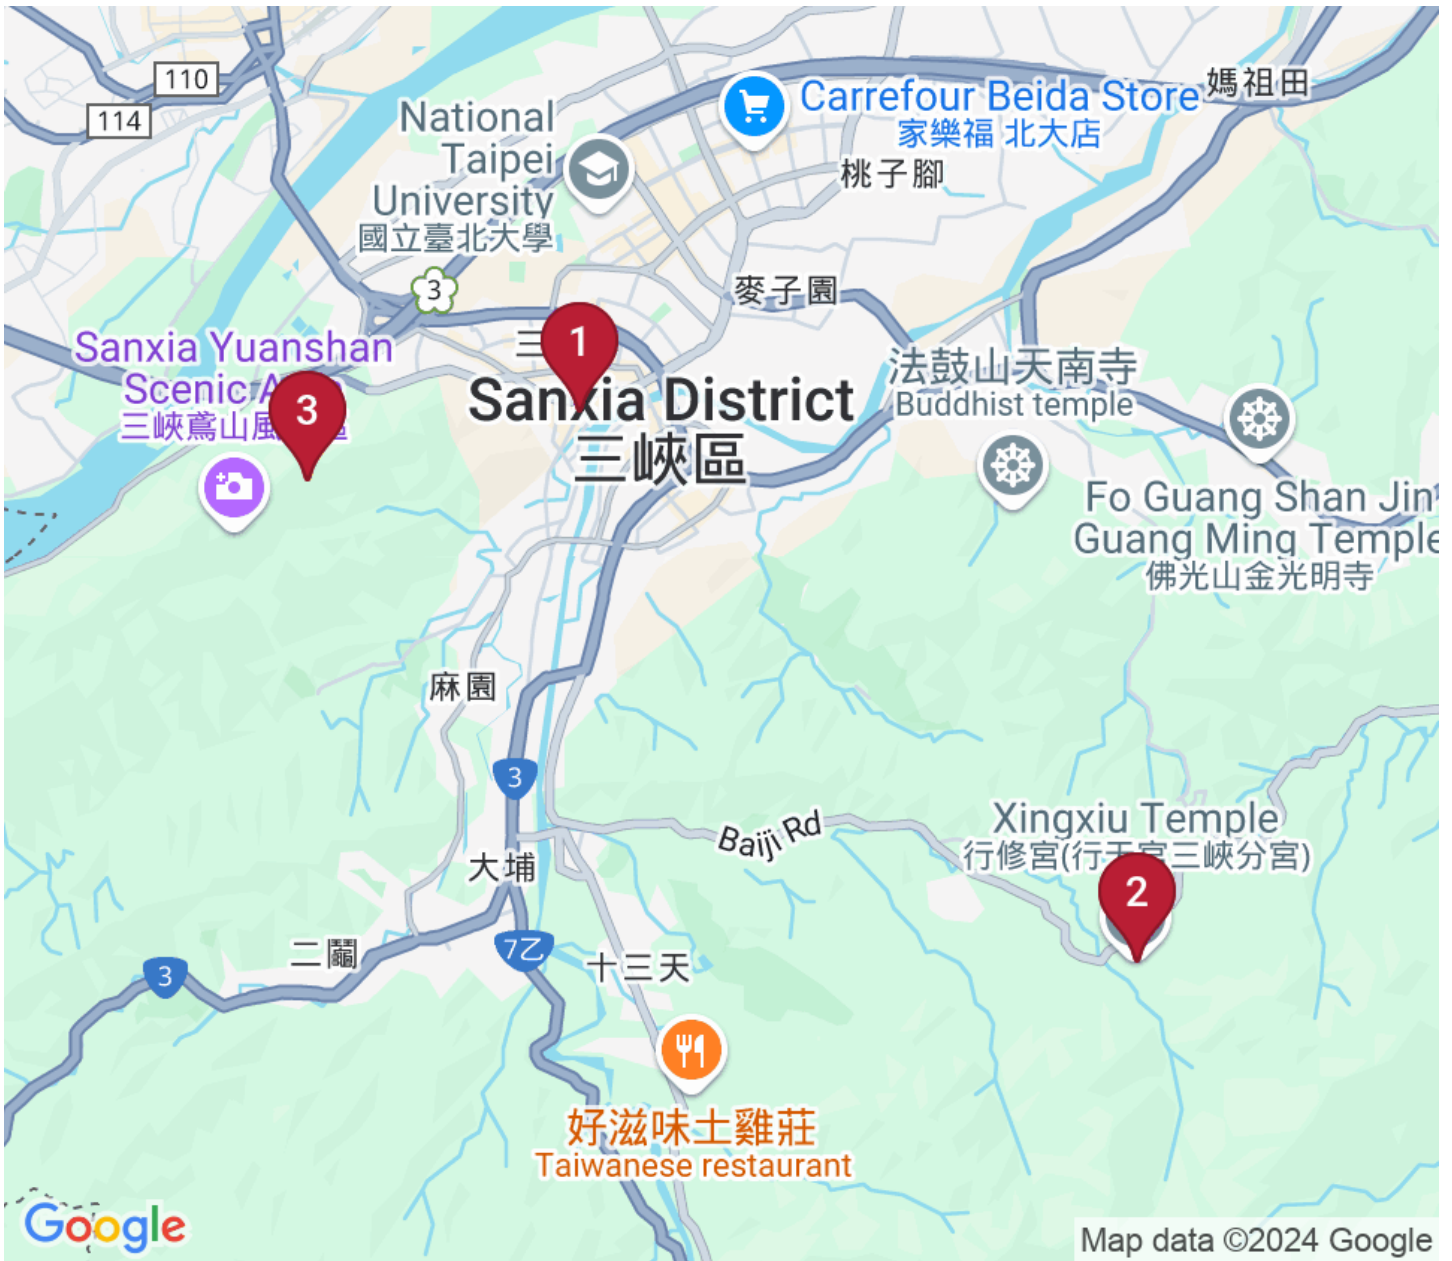 110
114
National
Taipei
University
國立臺北大學
Carrefour Beida Store
家樂福 北大店
媽祖田
桃子腳
3
麥子園
Sanxia Yuanshan
Scenic
三峽鳶山風
3
三
1
Sanxia District
三峽區
法鼓山天南寺
Buddhist temple
Fo Guang Shan Jin
Guang Ming Temple
佛光山金光明寺
麻園
3
Baiji Rd
Xingxiu Temple
行修宮(行天宮三峽分宮)
2
大埔
二鬮
3
7乙
十三天
好滋味土雞莊
Taiwanese restaurant
Google
Map data ©2024 Google